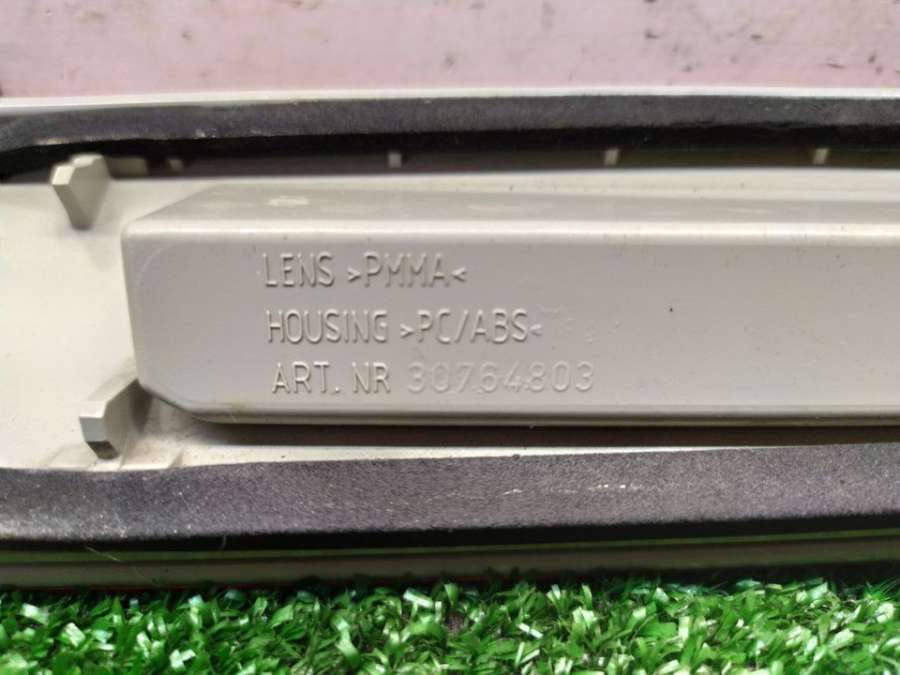 LENS >PMMA<
HOUSING >PC/ABS<
ART. NR 30764803